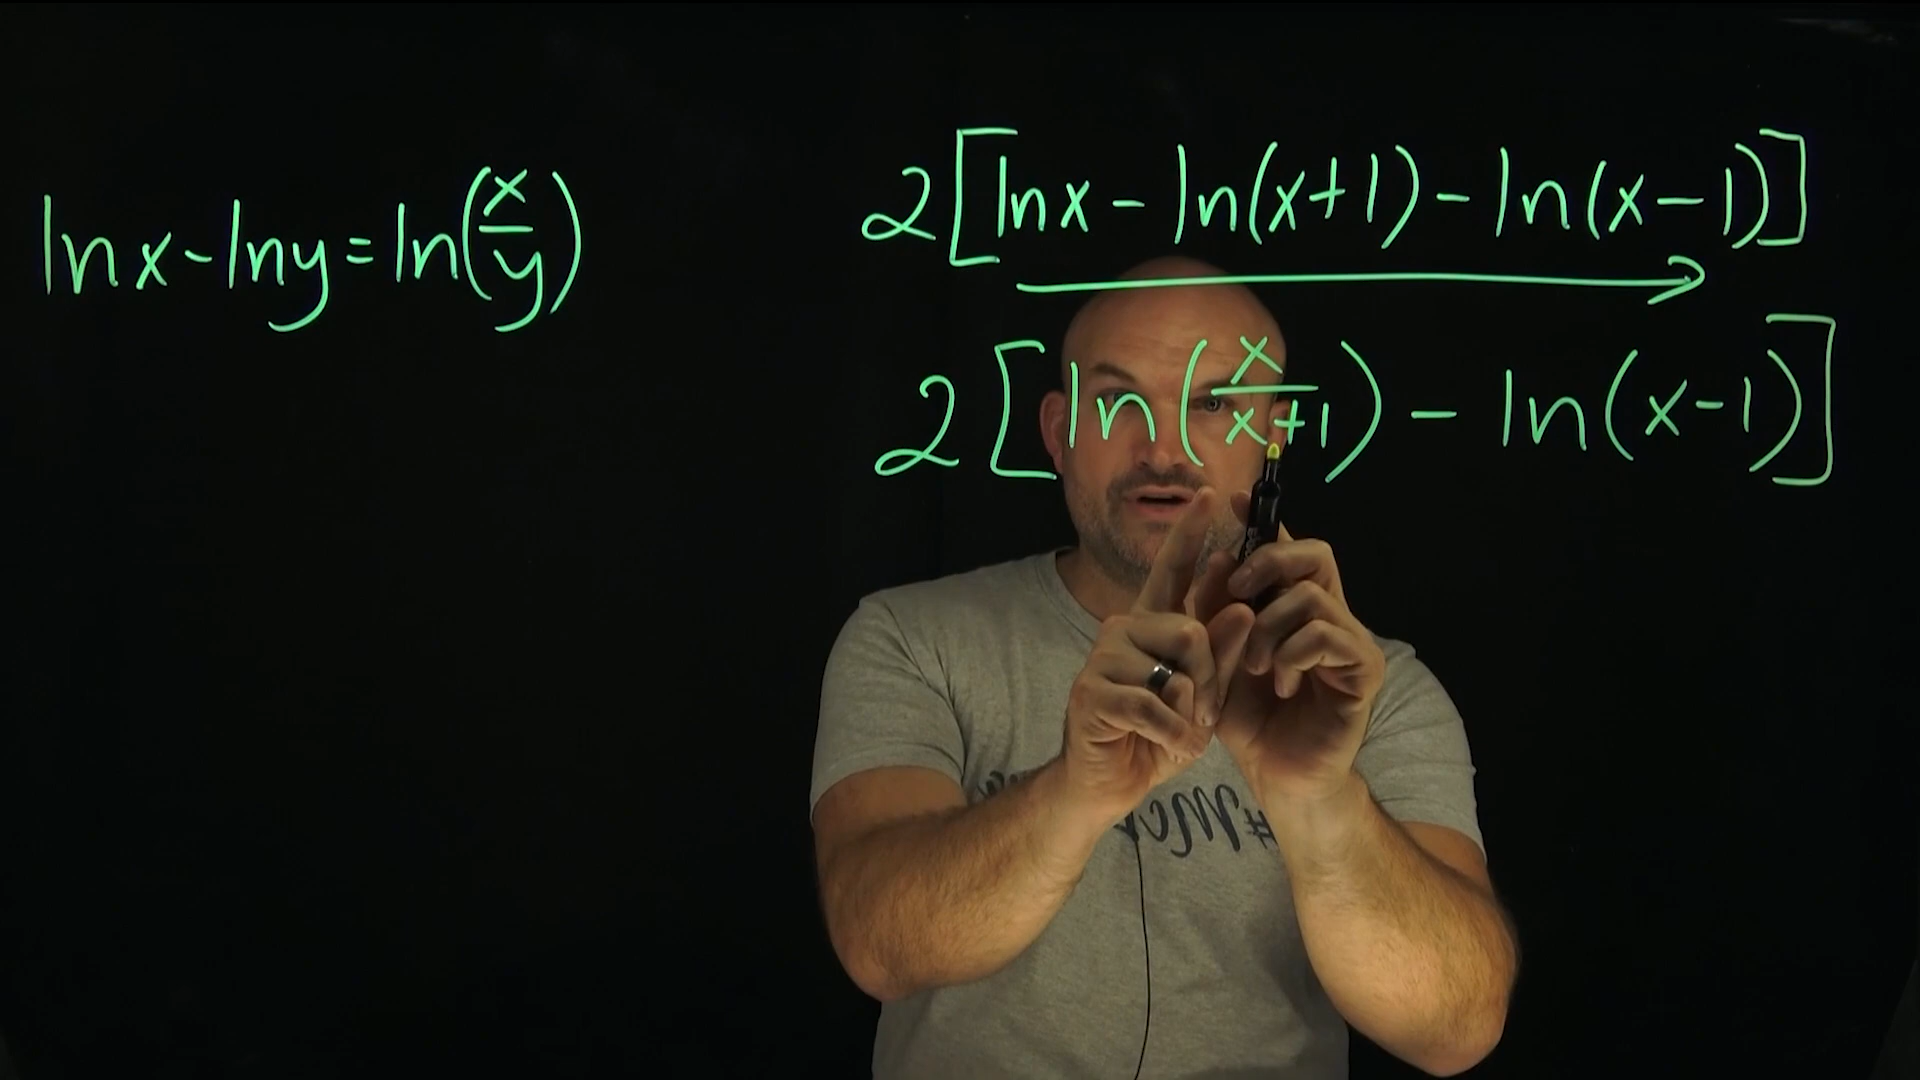 ln x - ln y = ln(x/y)
2[ln x - ln(x+1) - ln(x-1)]
2[ln(x/(x+1)) - ln(x-1)]